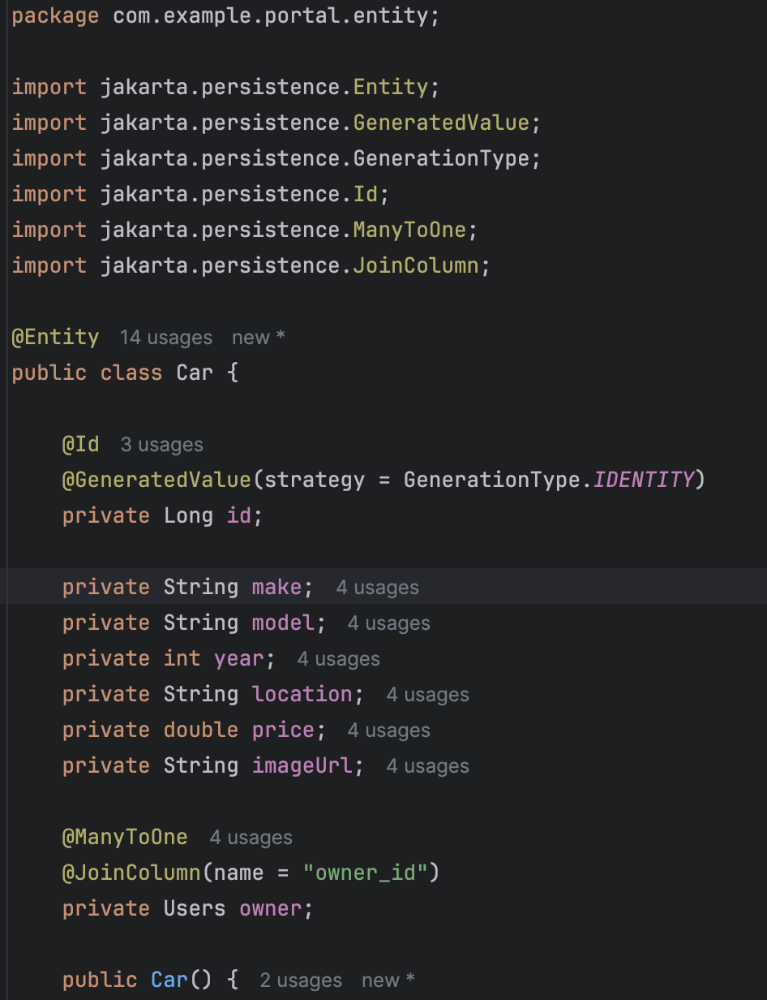 package com.example.portal.entity;
import jakarta.persistence.Entity;
import jakarta.persistence.GeneratedValue;
import jakarta.persistence.GenerationType;
import jakarta.persistence.Id;
import jakarta.persistence.ManyToOne;
import jakarta.persistence.JoinColumn;
@Entity 14 usages new *
public class Car {
@Id 3 usages
@GeneratedValue(strategy = GenerationType.IDENTITY)
private Long id;
private String make; 4 usages
private String model; 4 usages
private int year; 4 usages
private String location; 4 usages
private double price; 4 usages
private String imageUrl; 4 usages
@ManyToOne 4 usages
@JoinColumn(name = "owner_id")
private Users owner;
public Car() { 2 usages new *